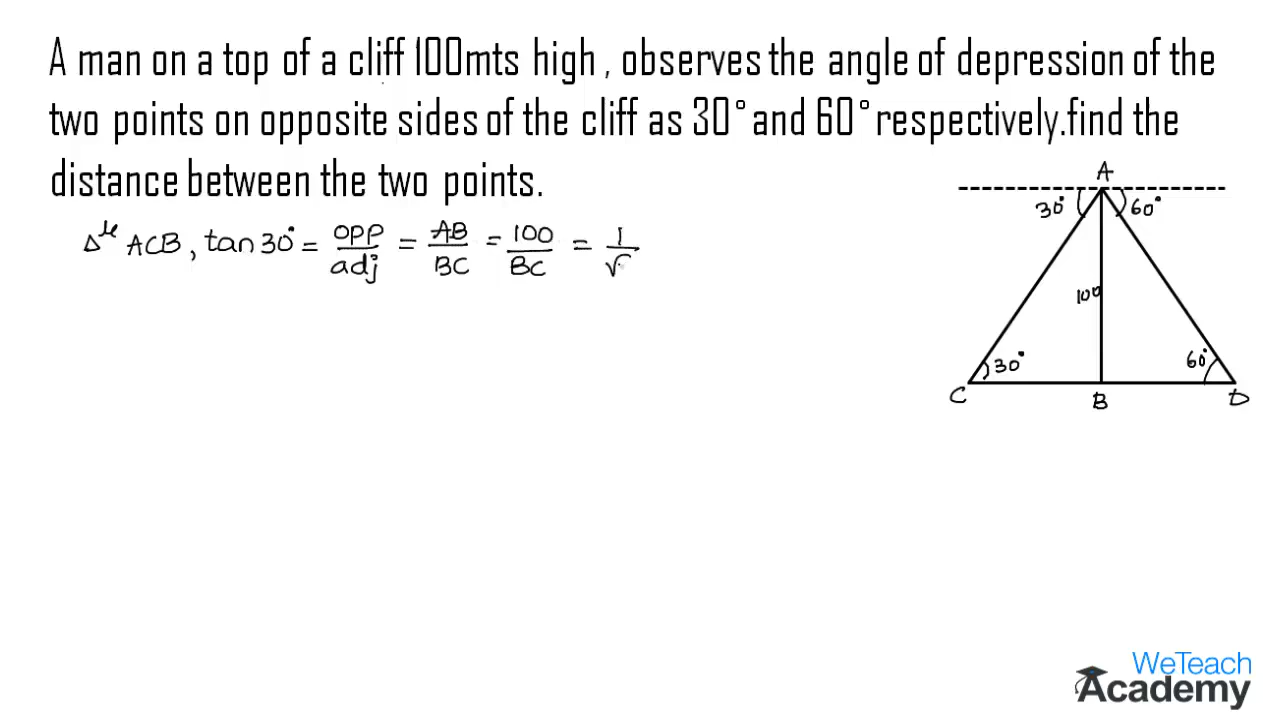 A man on a top of a cliff 100mts high , observes the angle of depression of the
two points on opposite sides of the cliff as 30° and 60° respectively.find the
distance between the two points.
Δle ACB, tan 30° = opp/adj = AB/BC = 100/BC = 1/√
A
30° 60°
100
30° 60°
C B D
WeTeach
Academy